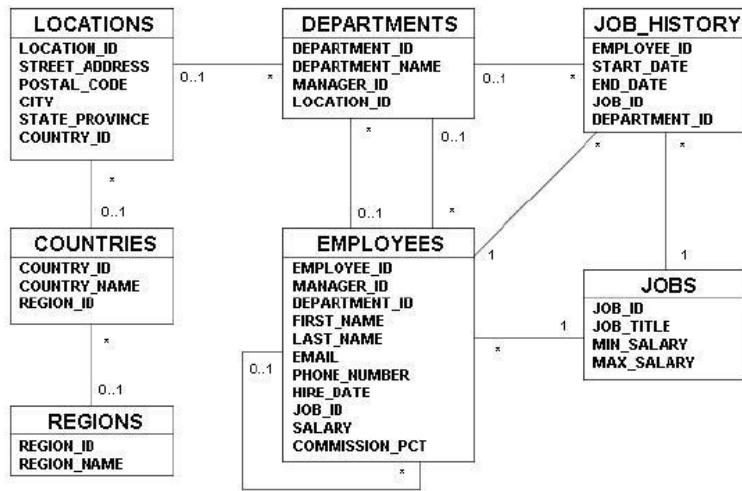 LOCATIONS
LOCATION_ID
STREET_ADDRESS
POSTAL_CODE
CITY
STATE_PROVINCE
COUNTRY_ID
0..1
*
DEPARTMENTS
DEPARTMENT_ID
DEPARTMENT_NAME
MANAGER_ID
LOCATION_ID
0..1
*
JOB_HISTORY
EMPLOYEE_ID
START_DATE
END_DATE
JOB_ID
DEPARTMENT_ID
*
0..1
*
0..1
0..1
*
*
1
*
1
COUNTRIES
COUNTRY_ID
COUNTRY_NAME
REGION_ID
*
0..1
REGIONS
REGION_ID
REGION_NAME
EMPLOYEES
EMPLOYEE_ID
MANAGER_ID
DEPARTMENT_ID
FIRST_NAME
LAST_NAME
EMAIL
PHONE_NUMBER
HIRE_DATE
JOB_ID
SALARY
COMMISSION_PCT
0..1
*
*
1
JOBS
JOB_ID
JOB_TITLE
MIN_SALARY
MAX_SALARY